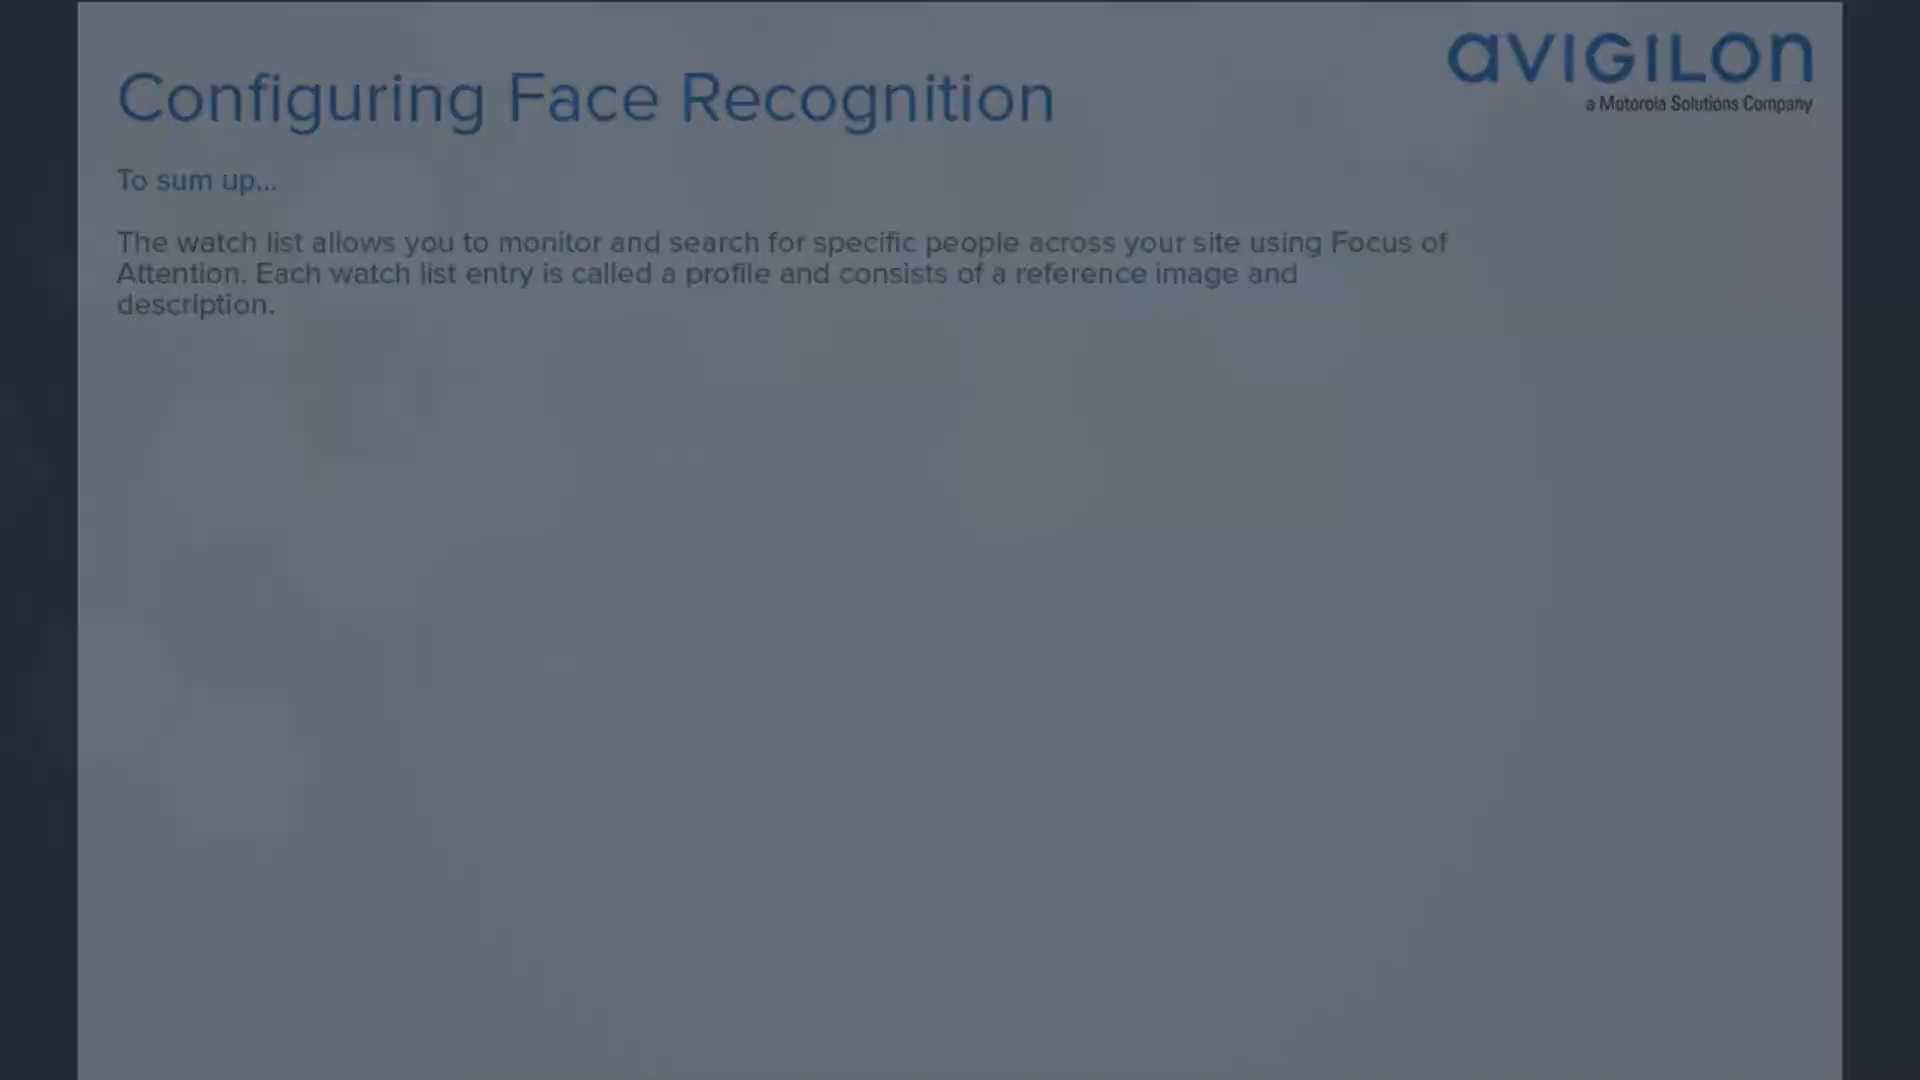 aVIGILon
a Motorola Solutions Company
Configuring Face Recognition
To sum up...
The watch list allows you to monitor and search for specific people across your site using Focus of
Attention. Each watch list entry is called a profile and consists of a reference image and
description.